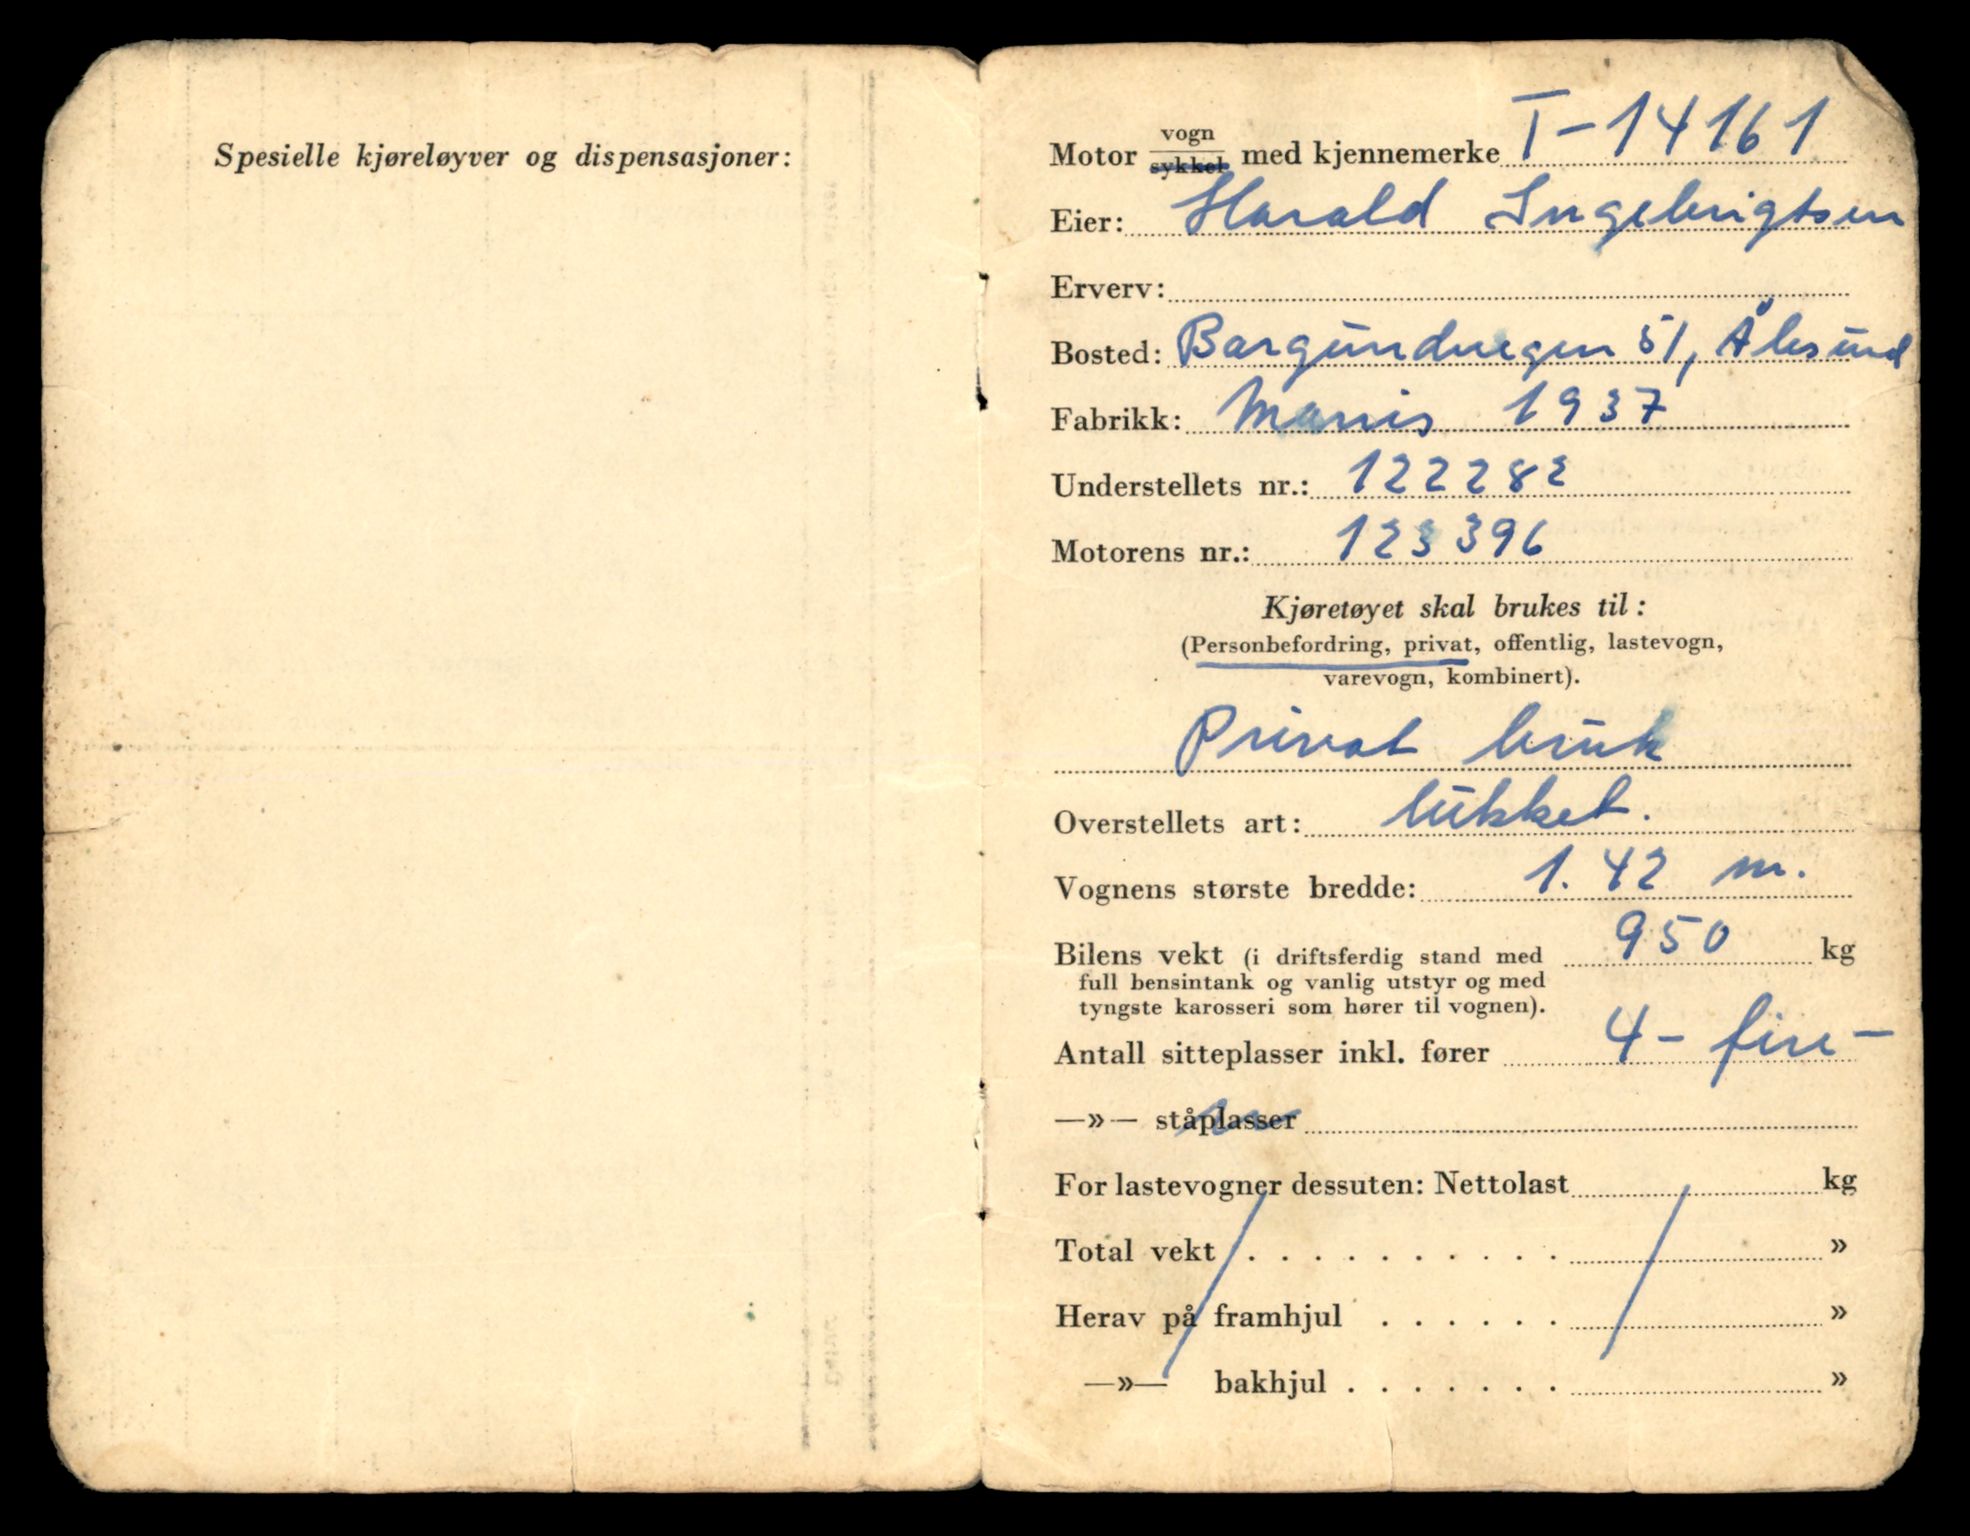 Spesielle kjøreløyver og dispensasjoner:
Motor vogn sykkel med kjennemerke T-14161
Eier: Harald Ingebrigtsen
Erverv:
Bosted: Borgundvegen 51, Ålesund
Fabrikk: Morris 1937
Understellets nr.: 122282
Motorens nr.: 123396
Kjøretøyet skal brukes til:
(Personbefordring, privat, offentlig, lastevogn,
varevogn, kombinert).
Privat bruk
Overstellets art: lukket.
Vognens største bredde: 1.42 m.
Bilens vekt (i driftsferdig stand med 950 kg
full bensintank og vanlig utstyr og med
tyngste karosseri som hører til vognen).
Antall sitteplasser inkl. fører 4 - fire -
—»— ståplasser
For lastevogner dessuten: Nettolast kg
Total vekt . . . . . . . . . . . »
Herav på framhjul . . . . . . »
—»— bakhjul . . . . . . . »